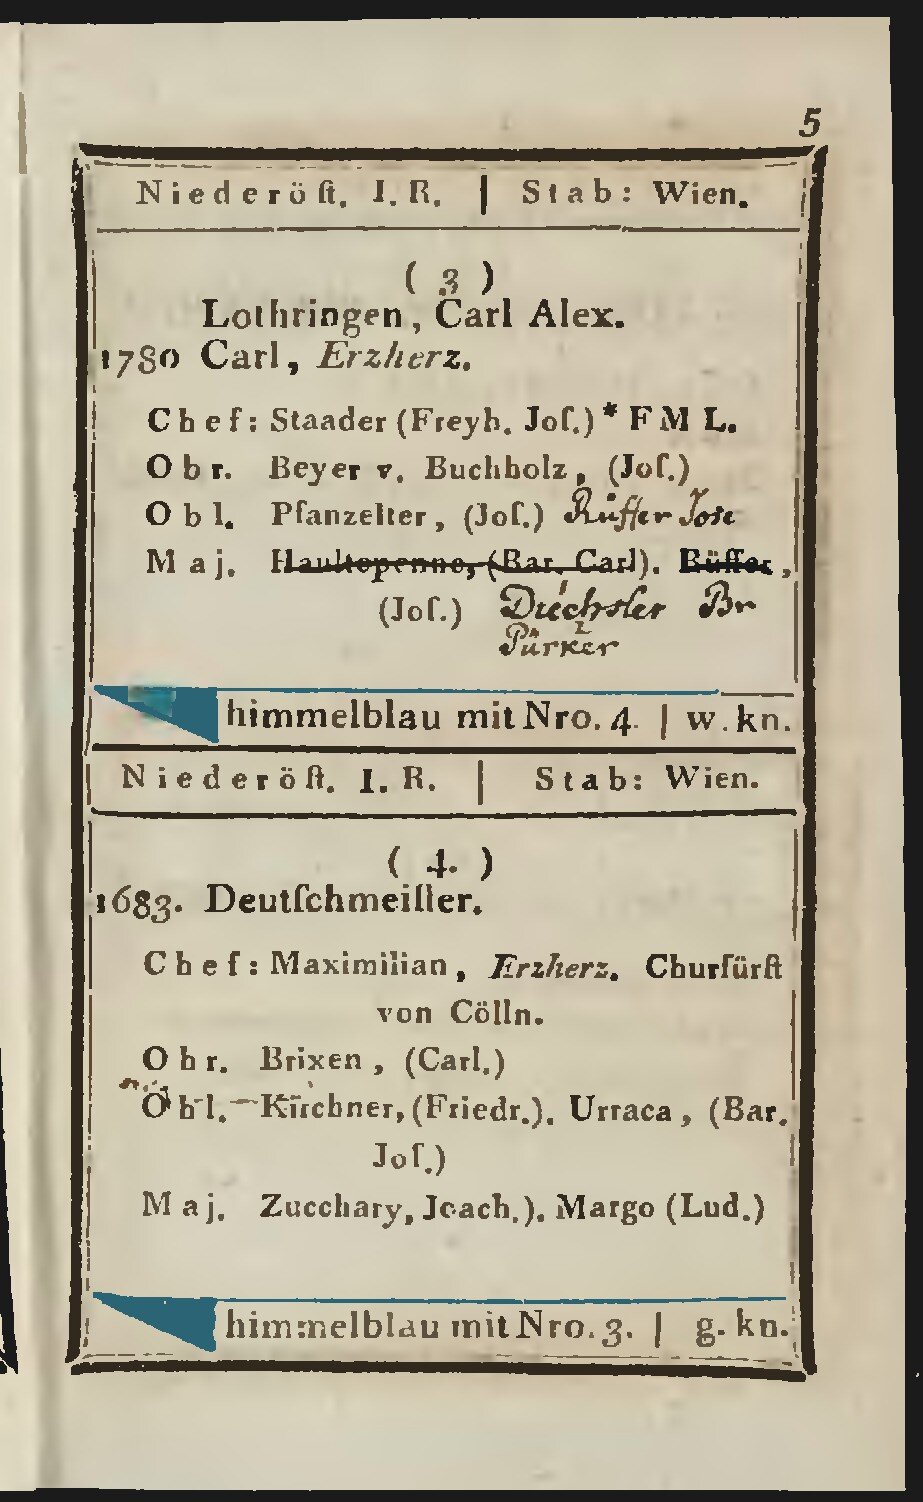 5
Niederöſt. I. R. | Stab: Wien.
( 3 )
Lothringen, Carl Alex.
1780 Carl, Erzherz.
Chef: Staader (Freyh. Joſ.)* F M L.
Obr. Beyer v. Buchholz, (Joſ.)
Obl. Pfanzelter, (Joſ.) Rüffer Jose
Maj. Haultepenne, (Bar. Carl). Büffer,
(Joſ.) Duchsler Br
Pürker
himmelblau mit Nro. 4. | w. kn.
Niederöſt. I. R. | Stab: Wien.
( 4. )
1683. Deutſchmeiſter.
Chef: Maximilian, Erzherz. Churfürſt
von Cölln.
Obr. Brixen, (Carl.)
Obl. Kirchner, (Friedr.). Urraca, (Bar.
Joſ.)
Maj. Zucchary, Joach.). Margo (Lud.)
himmelblau mit Nro. 3. | g. kn.